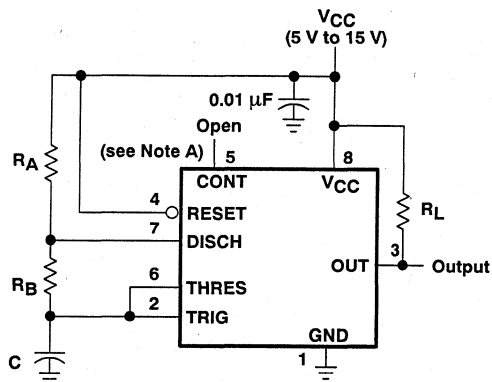 VCC
(5 V to 15 V)
0.01 µF
Open
(see Note A)
5
8
CONT
VCC
RA
4
RESET
7
DISCH
RL
3
OUT
Output
RB
6
THRES
2
TRIG
GND
1
C